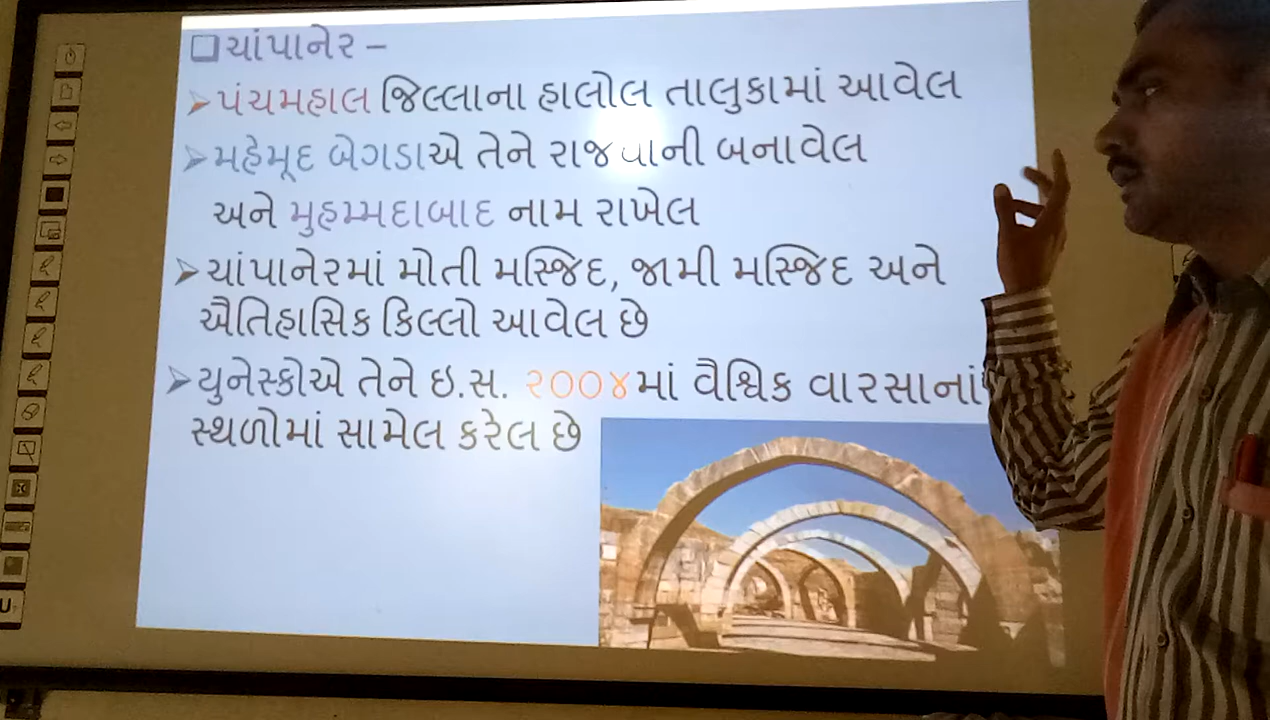 ચાંપાનેર –
પંચમહાલ જિલ્લાના હાલોલ તાલુકામાં આવેલ
મહેમૂદ બેગડાએ તેને રાજધાની બનાવેલ
અને મુહમ્મદાબાદ નામ રાખેલ
ચાંપાનેરમાં મોતી મસ્જિદ, જામી મસ્જિદ અને
ઐતિહાસિક કિલ્લો આવેલ છે
યુનેસ્કોએ તેને ઇ.સ. ૨૦૦૪માં વૈશ્વિક વારસાનાં
સ્થળોમાં સામેલ કરેલ છે